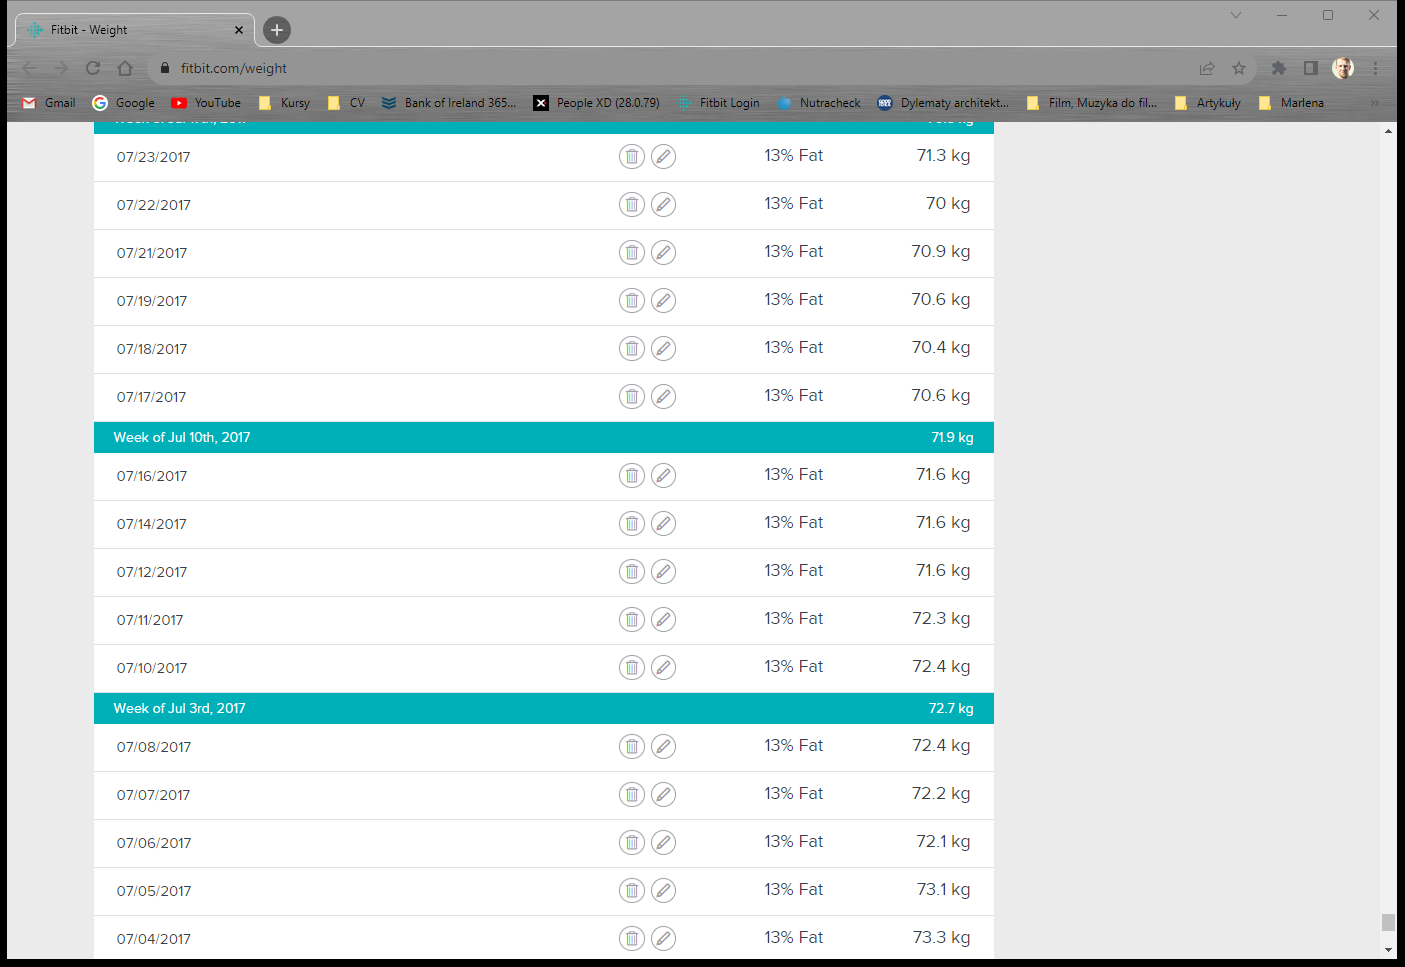 Fitbit - Weight
fitbit.com/weight
Gmail Google YouTube Kursy CV Bank of Ireland 365... People XD (28.0.79) Fitbit Login Nutracheck Dylematy architekt... Film, Muzyka do fil... Artykuły Marlena
07/23/2017 13% Fat 71.3 kg
07/22/2017 13% Fat 70 kg
07/21/2017 13% Fat 70.9 kg
07/19/2017 13% Fat 70.6 kg
07/18/2017 13% Fat 70.4 kg
07/17/2017 13% Fat 70.6 kg
Week of Jul 10th, 2017 71.9 kg
07/16/2017 13% Fat 71.6 kg
07/14/2017 13% Fat 71.6 kg
07/12/2017 13% Fat 71.6 kg
07/11/2017 13% Fat 72.3 kg
07/10/2017 13% Fat 72.4 kg
Week of Jul 3rd, 2017 72.7 kg
07/08/2017 13% Fat 72.4 kg
07/07/2017 13% Fat 72.2 kg
07/06/2017 13% Fat 72.1 kg
07/05/2017 13% Fat 73.1 kg
07/04/2017 13% Fat 73.3 kg